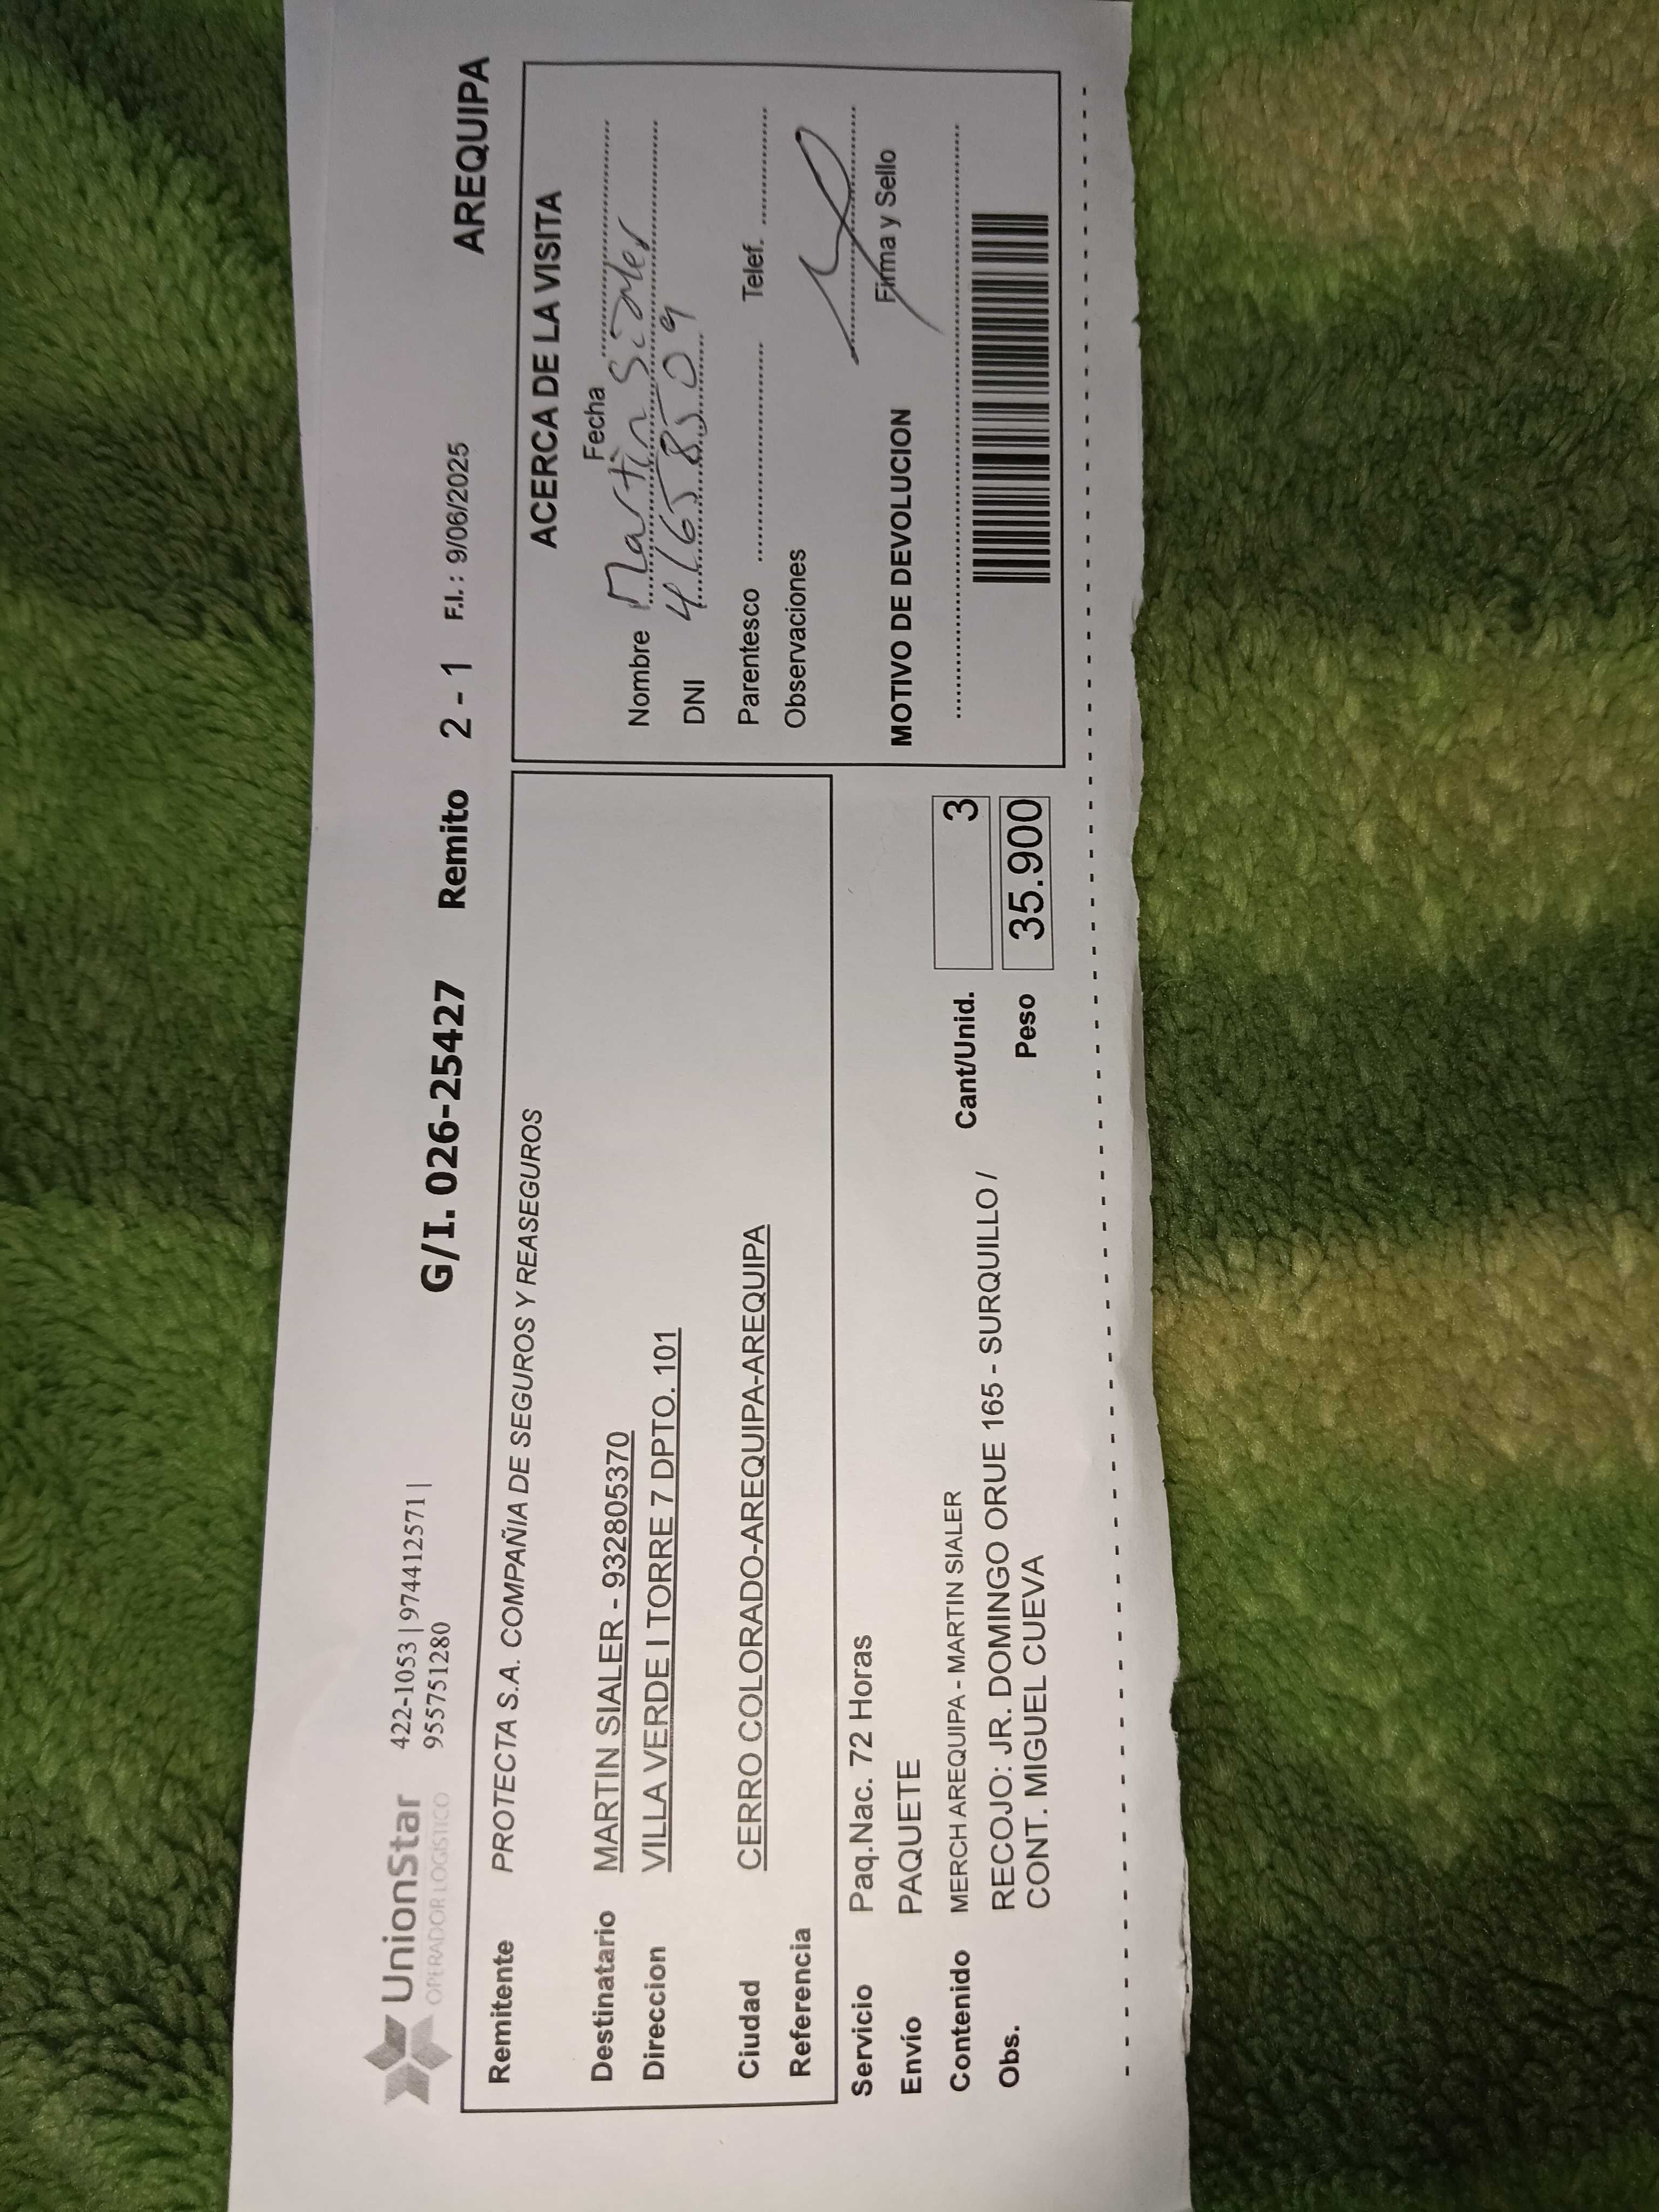 UnionStar
OPERADOR LOGISTICO
422-1053 | 974412571 |
955751280
G/I. 026-25427 Remito 2 - 1 F.I.: 9/06/2025 AREQUIPA
Remitente PROTECTA S.A. COMPAÑIA DE SEGUROS Y REASEGUROS
Destinatario MARTIN SIALER - 932805370
Direccion VILLA VERDE I TORRE 7 DPTO. 101
Ciudad CERRO COLORADO-AREQUIPA-AREQUIPA
Referencia
Servicio Paq.Nac. 72 Horas
Envío PAQUETE
Contenido MERCH AREQUIPA - MARTIN SIALER
Obs. RECOJO: JR. DOMINGO ORUE 165 - SURQUILLO /
CONT. MIGUEL CUEVA
Cant/Unid. 3
Peso 35.900
ACERCA DE LA VISITA
Fecha
Nombre Martin Sialer
DNI 41658509
Parentesco Telef.
Observaciones
Firma y Sello
MOTIVO DE DEVOLUCION